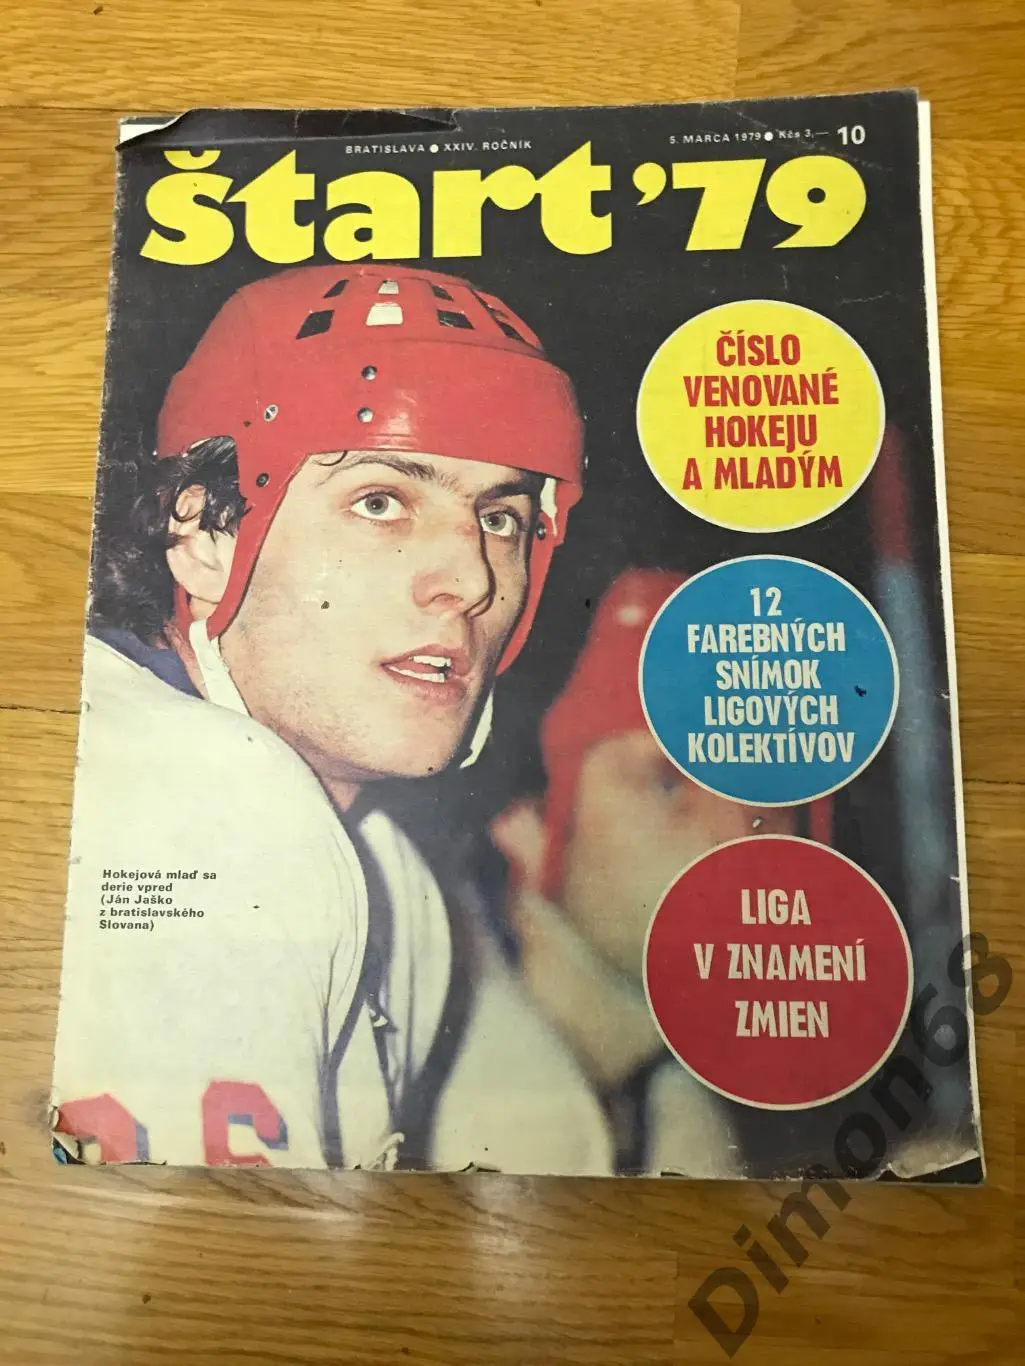 BRATISLAVA ● XXIV. ROČNÍK
5. MARCA 1979 ● Kčs 3,— 10
štart '79
ČÍSLO
VENOVANÉ
HOKEJU
A MLADÝM
12
FAREBNÝCH
SNÍMOK
LIGOVÝCH
KOLEKTÍVOV
LIGA
V ZNAMENÍ
ZMIEN
Hokejová mlaď sa
derie vpred
(Ján Jaško
z bratislavského
Slovana)
Dimon68